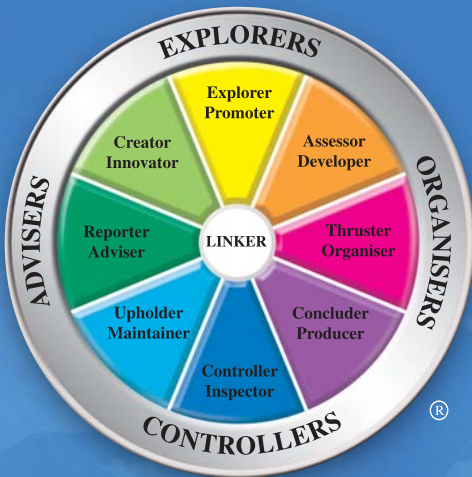 EXPLORERS
Explorer
Promoter
Creator
Innovator
Assessor
Developer
ADVISERS
ORGANISERS
Reporter
Adviser
LINKER
Thruster
Organiser
Upholder
Maintainer
Concluder
Producer
Controller
Inspector
CONTROLLERS
®